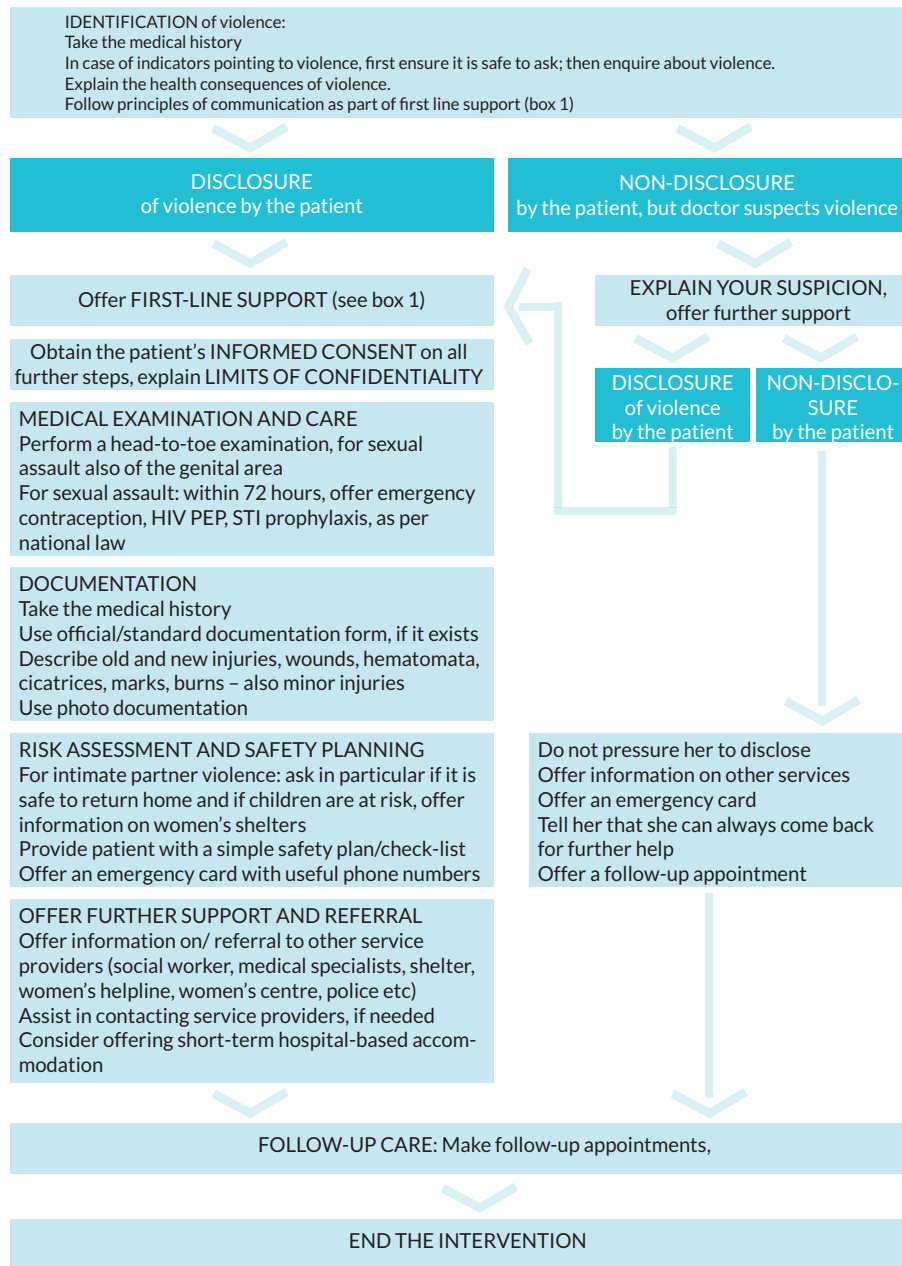 IDENTIFICATION of violence:
Take the medical history
In case of indicators pointing to violence, first ensure it is safe to ask; then enquire about violence.
Explain the health consequences of violence.
Follow principles of communication as part of first line support (box 1)
DISCLOSURE
of violence by the patient
NON-DISCLOSURE
by the patient, but doctor suspects violence
Offer FIRST-LINE SUPPORT (see box 1)
EXPLAIN YOUR SUSPICION,
offer further support
Obtain the patient's INFORMED CONSENT on all
further steps, explain LIMITS OF CONFIDENTIALITY
DISCLOSURE
of violence
by the patient
NON-DISCLO-
SURE
by the patient
MEDICAL EXAMINATION AND CARE
Perform a head-to-toe examination, for sexual
assault also of the genital area
For sexual assault: within 72 hours, offer emergency
contraception, HIV PEP, STI prophylaxis, as per
national law
DOCUMENTATION
Take the medical history
Use official/standard documentation form, if it exists
Describe old and new injuries, wounds, hematomata,
cicatrices, marks, burns – also minor injuries
Use photo documentation
RISK ASSESSMENT AND SAFETY PLANNING
For intimate partner violence: ask in particular if it is
safe to return home and if children are at risk, offer
information on women's shelters
Provide patient with a simple safety plan/check-list
Offer an emergency card with useful phone numbers
Do not pressure her to disclose
Offer information on other services
Offer an emergency card
Tell her that she can always come back
for further help
Offer a follow-up appointment
OFFER FURTHER SUPPORT AND REFERRAL
Offer information on/ referral to other service
providers (social worker, medical specialists, shelter,
women's helpline, women's centre, police etc)
Assist in contacting service providers, if needed
Consider offering short-term hospital-based accom-
modation
FOLLOW-UP CARE: Make follow-up appointments,
END THE INTERVENTION